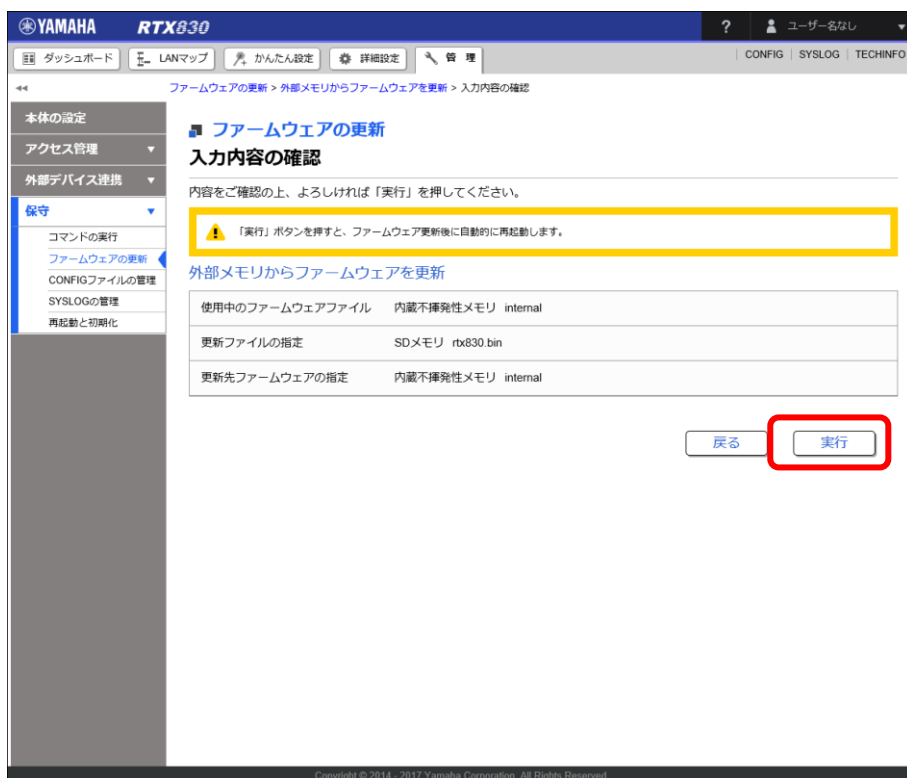 YAMAHA RTX830 ? ユーザー名なし
ダッシュボード LANマップ かんたん設定 詳細設定 管理 CONFIG SYSLOG TECHINFO
ファームウェアの更新 > 外部メモリからファームウェアを更新 > 入力内容の確認
本体の設定
アクセス管理
外部デバイス連携
保守
コマンドの実行
ファームウェアの更新
CONFIGファイルの管理
SYSLOGの管理
再起動と初期化
ファームウェアの更新
入力内容の確認
内容をご確認の上、よろしければ「実行」を押してください。
「実行」ボタンを押すと、ファームウェア更新後に自動的に再起動します。
外部メモリからファームウェアを更新
使用中のファームウェアファイル 内蔵不揮発性メモリ internal
更新ファイルの指定 SDメモリ rtx830.bin
更新先ファームウェアの指定 内蔵不揮発性メモリ internal
戻る 実行
Copyright © 2014 - 2017 Yamaha Corporation. All Rights Reserved.